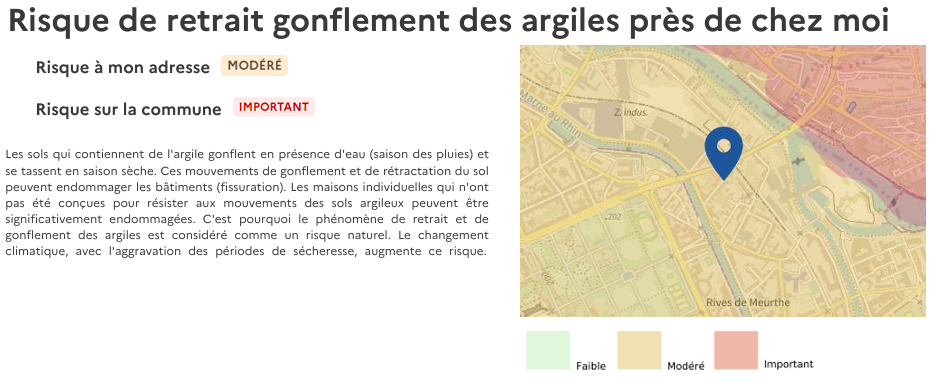 Risque de retrait gonflement des argiles près de chez moi
Risque à mon adresse MODÉRÉ
Risque sur la commune IMPORTANT
Les sols qui contiennent de l'argile gonflent en présence d'eau (saison des pluies) et
se tassent en saison sèche. Ces mouvements de gonflement et de rétractation du sol
peuvent endommager les bâtiments (fissuration). Les maisons individuelles qui n'ont
pas été conçues pour résister aux mouvements des sols argileux peuvent être
significativement endommagées. C'est pourquoi le phénomène de retrait et de
gonflement des argiles est considéré comme un risque naturel. Le changement
climatique, avec l'aggravation des périodes de sécheresse, augmente ce risque.
Marne au Rhin
Z. indus.
.202
Rives de Meurthe
Faible
Modéré
Important